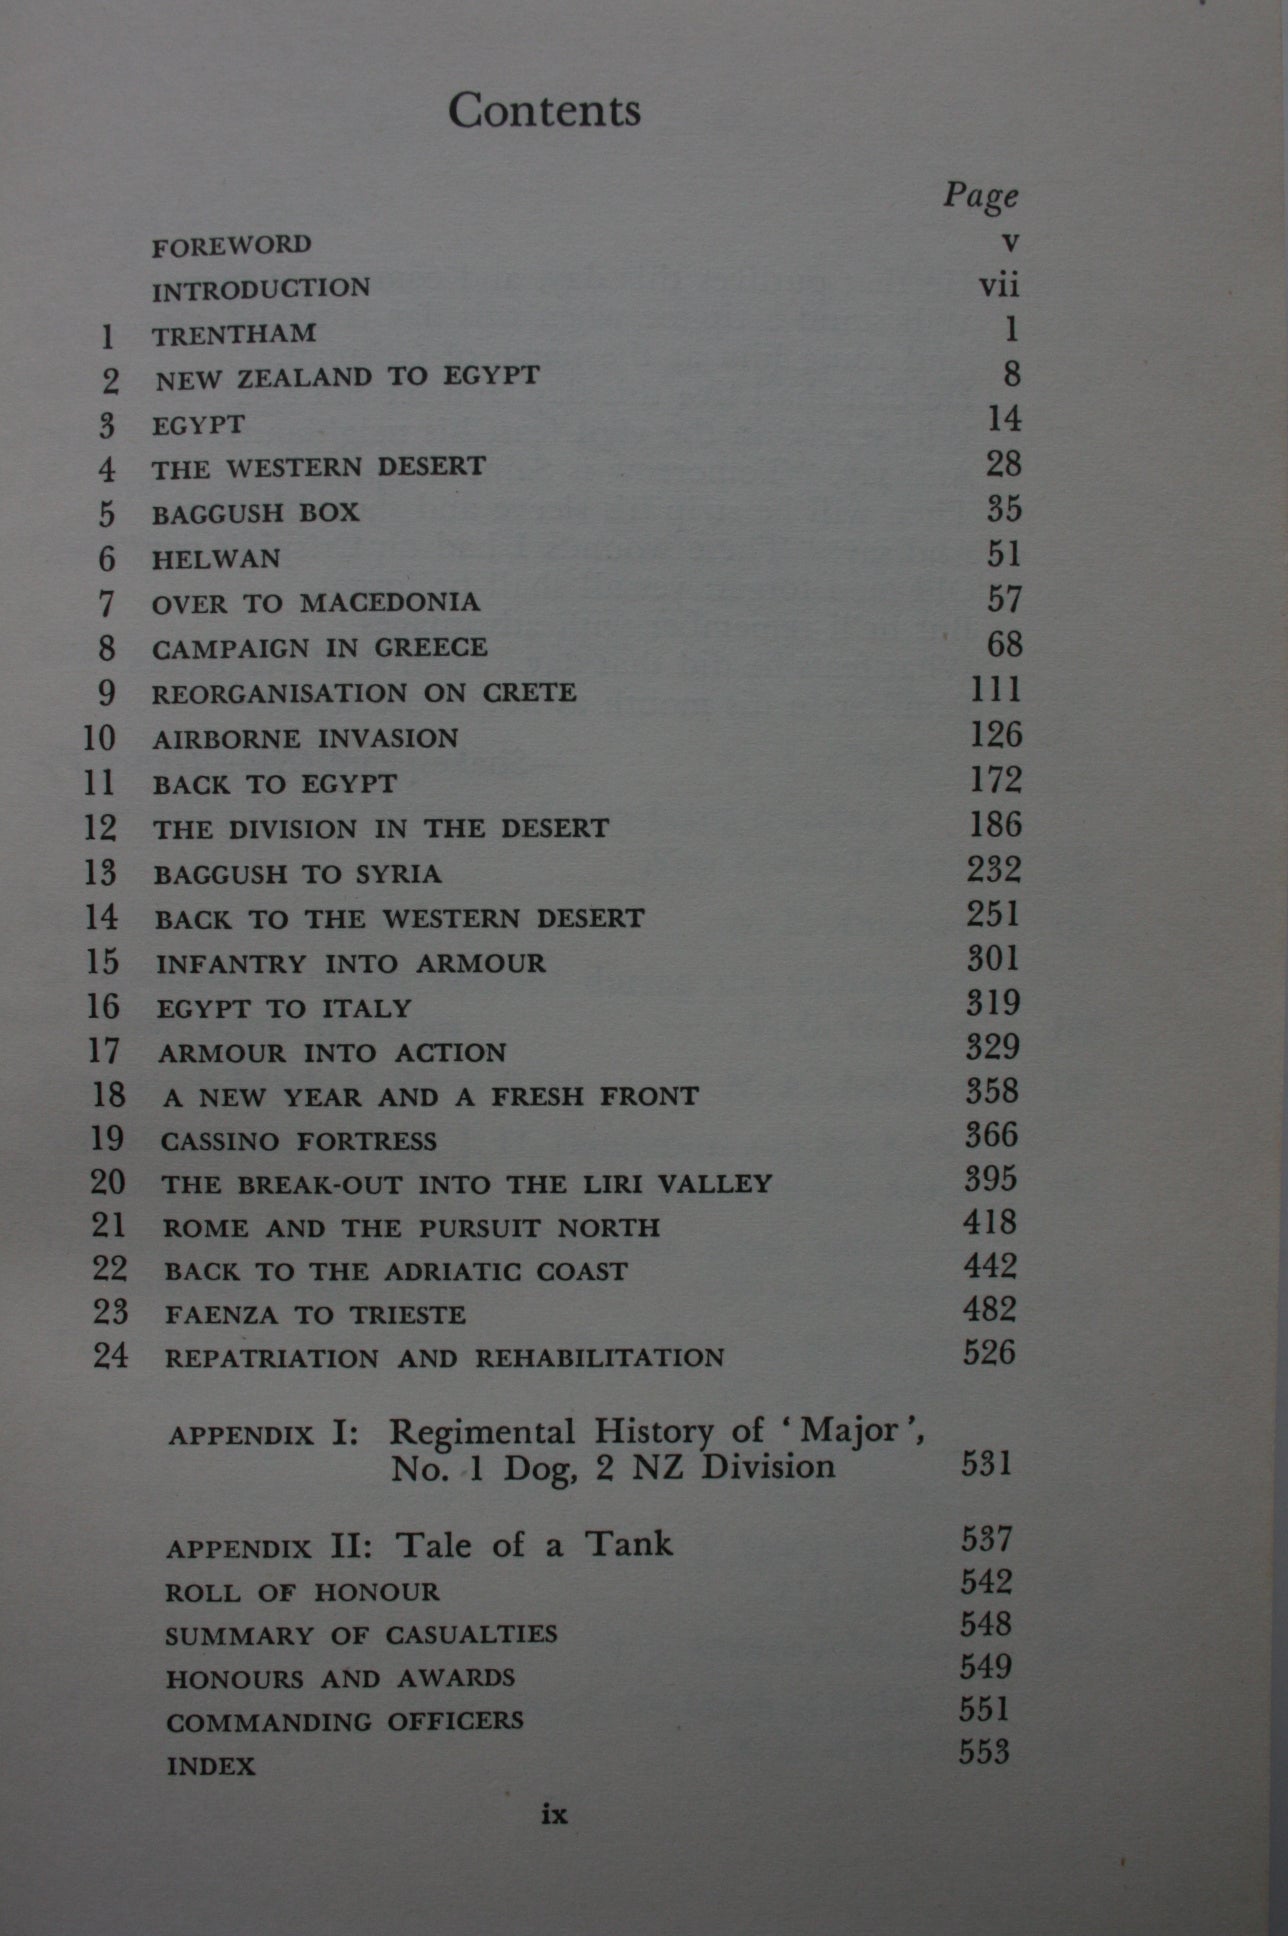 Contents
Page
FOREWORD v
INTRODUCTION vii
1 TRENTHAM 1
2 NEW ZEALAND TO EGYPT 8
3 EGYPT 14
4 THE WESTERN DESERT 28
5 BAGGUSH BOX 35
6 HELWAN 51
7 OVER TO MACEDONIA 57
8 CAMPAIGN IN GREECE 68
9 REORGANISATION ON CRETE 111
10 AIRBORNE INVASION 126
11 BACK TO EGYPT 172
12 THE DIVISION IN THE DESERT 186
13 BAGGUSH TO SYRIA 232
14 BACK TO THE WESTERN DESERT 251
15 INFANTRY INTO ARMOUR 301
16 EGYPT TO ITALY 319
17 ARMOUR INTO ACTION 329
18 A NEW YEAR AND A FRESH FRONT 358
19 CASSINO FORTRESS 366
20 THE BREAK-OUT INTO THE LIRI VALLEY 395
21 ROME AND THE PURSUIT NORTH 418
22 BACK TO THE ADRIATIC COAST 442
23 FAENZA TO TRIESTE 482
24 REPATRIATION AND REHABILITATION 526
APPENDIX I: Regimental History of ‘Major’,
No. 1 Dog, 2 NZ Division 531
APPENDIX II: Tale of a Tank 537
ROLL OF HONOUR 542
SUMMARY OF CASUALTIES 548
HONOURS AND AWARDS 549
COMMANDING OFFICERS 551
INDEX 553
ix